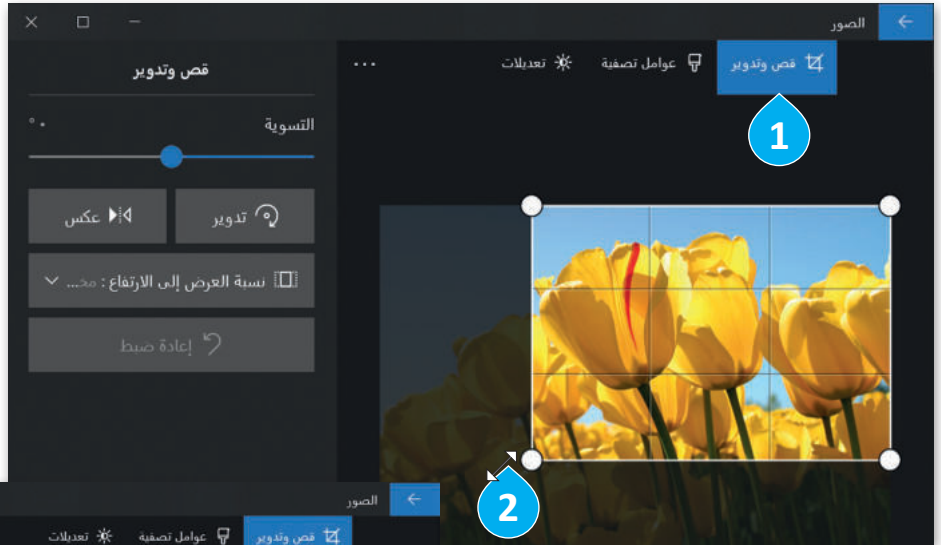 الصور
قص وتدوير
عوامل تصفية
تعديلات
1
قص وتدوير
التسوية
°٠
تدوير
عكس
نسبة العرض إلى الارتفاع : مخ...
إعادة ضبط
2
الصور
قص وتدوير
عوامل تصفية
تعديلات